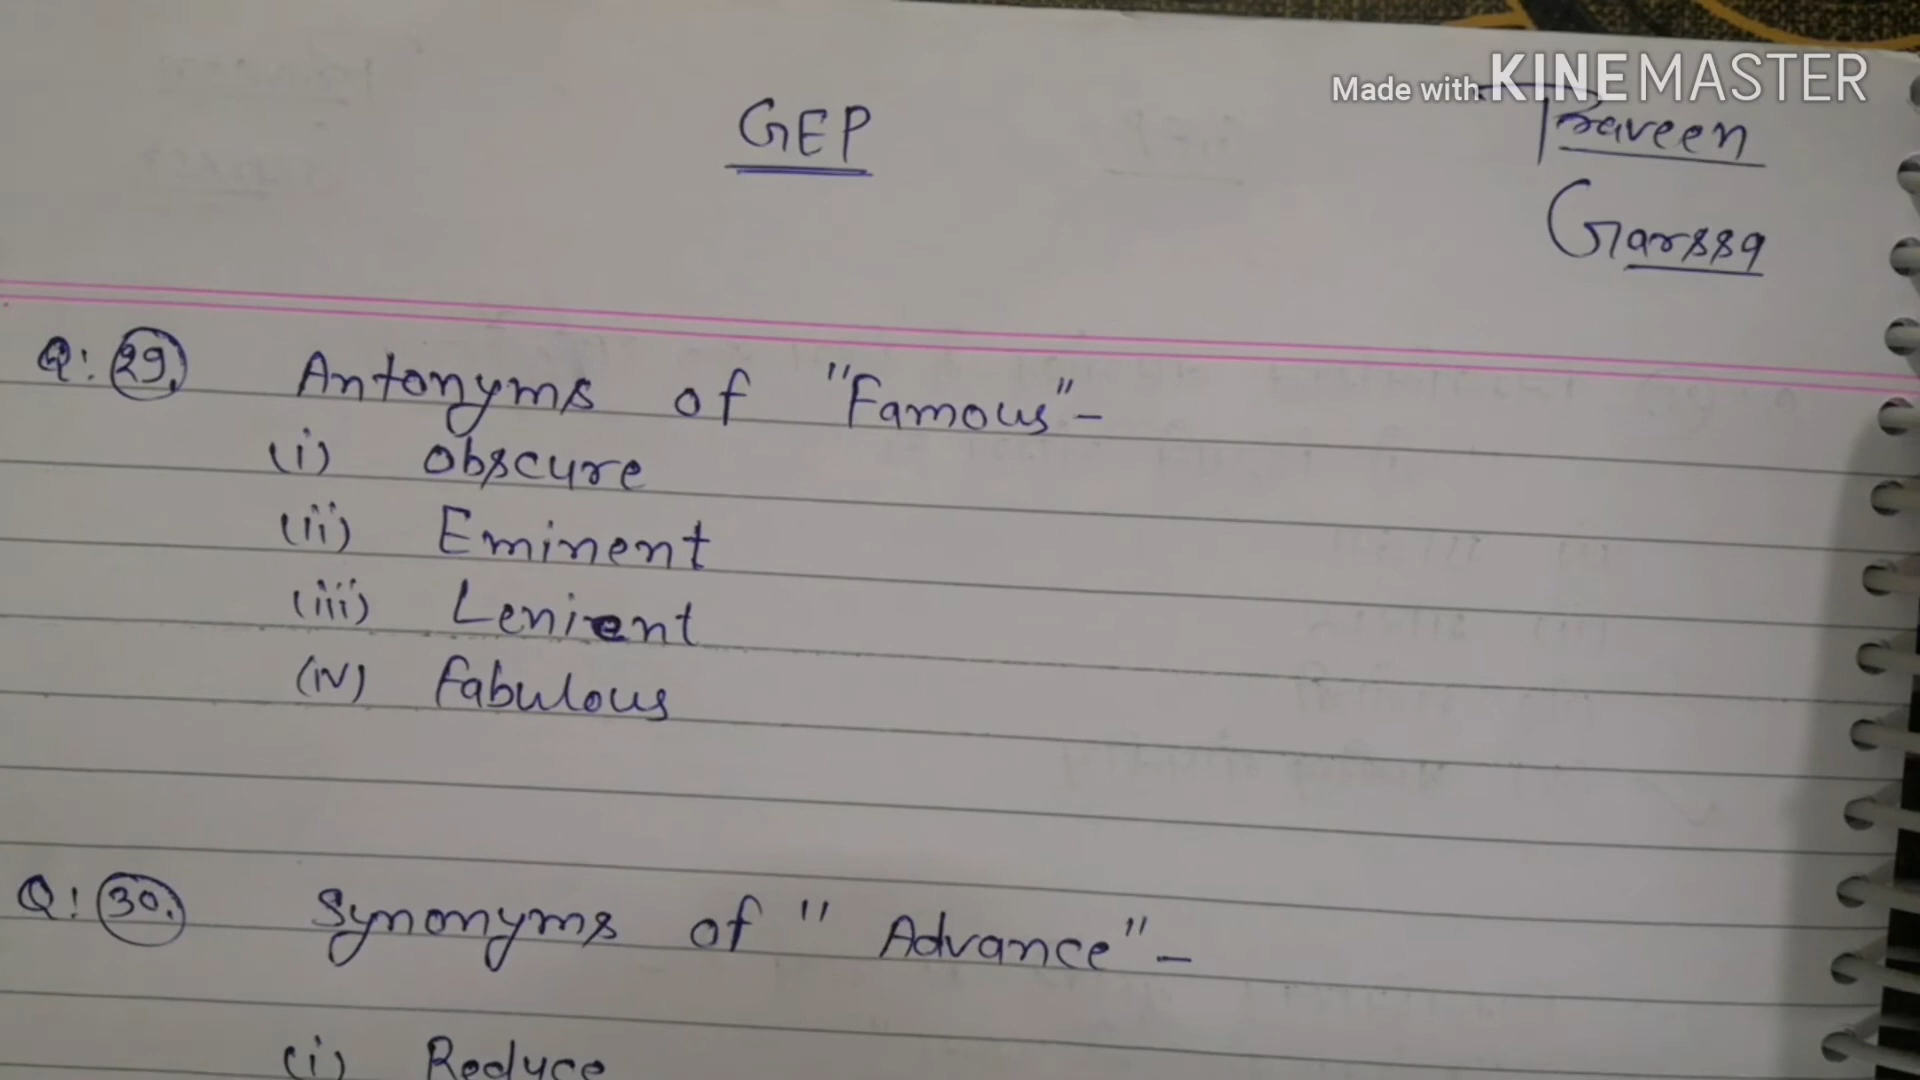 Made with KINEMASTER
GEP
Praveen
Q: 29. Antonyms of "Famous" -
(i) obscure
(ii) Eminent
(iii) Lenient
(iv) fabulous
Q: 30. Synonyms of "Advance" -
(i) Reduce